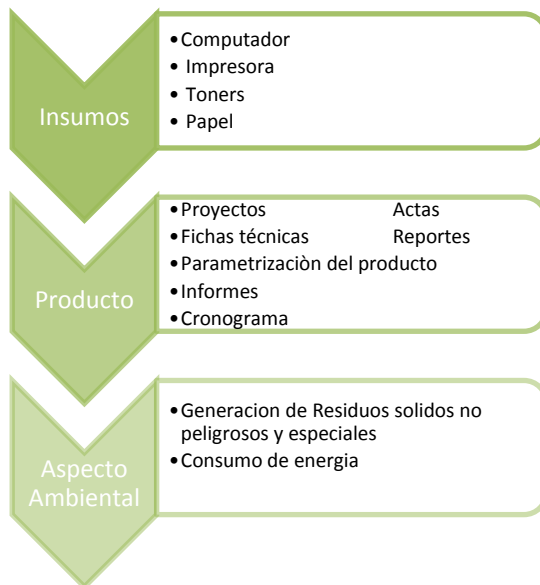 Insumos
•Computador
• Impresora
• Toners
• Papel
Producto
•Proyectos Actas
•Fichas técnicas Reportes
•Parametrizaciòn del producto
•Informes
•Cronograma
Aspecto
Ambiental
•Generacion de Residuos solidos no
peligrosos y especiales
•Consumo de energia